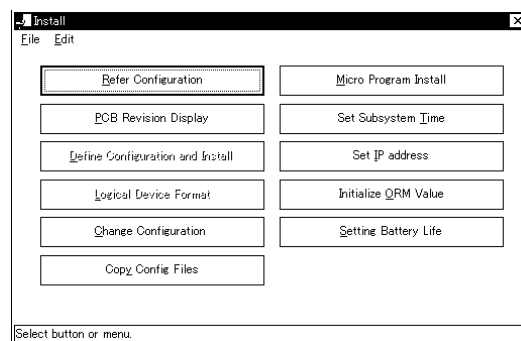 Install
File Edit
Refer Configuration
Micro Program Install
PCB Revision Display
Set Subsystem Time
Define Configuration and Install
Set IP address
Logical Device Format
Initialize ORM Value
Change Configuration
Setting Battery Life
Copy Config Files
Select button or menu.